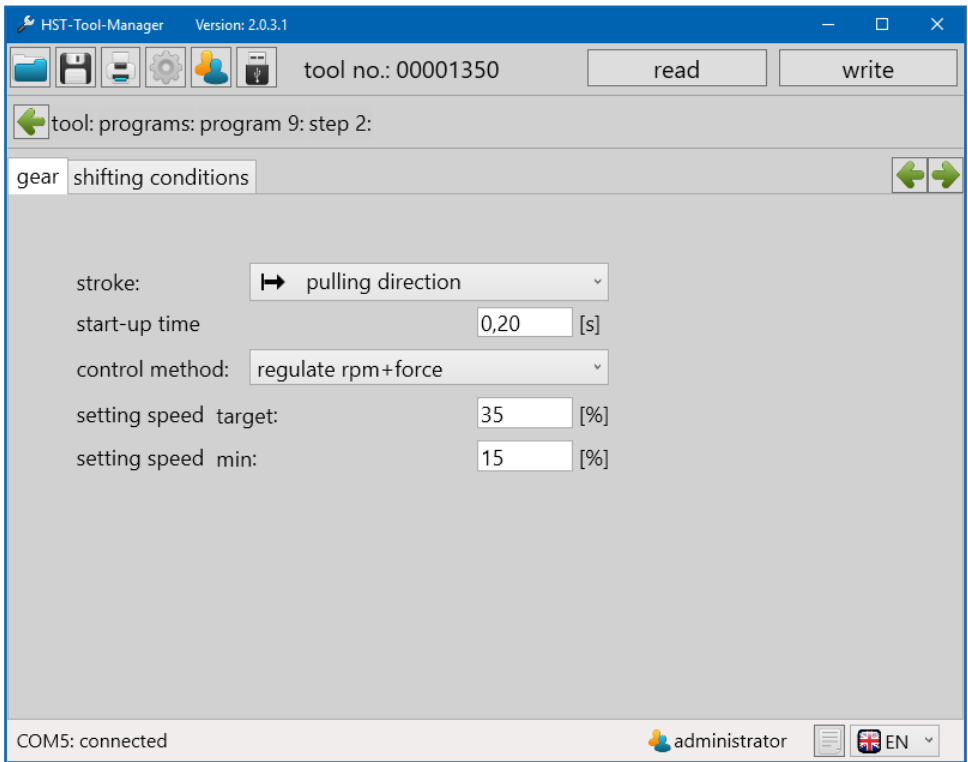 HST-Tool-Manager Version: 2.0.3.1
tool no.: 00001350 read write
tool: programs: program 9: step 2:
gear shifting conditions
stroke: pulling direction
start-up time 0,20 [s]
control method: regulate rpm+force
setting speed target: 35 [%]
setting speed min: 15 [%]
COM5: connected administrator EN